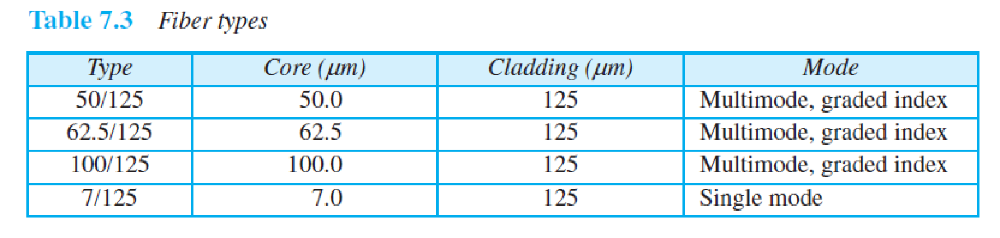 Table 7.3 Fiber types
Type Core (μm) Cladding (μm) Mode
50/125 50.0 125 Multimode, graded index
62.5/125 62.5 125 Multimode, graded index
100/125 100.0 125 Multimode, graded index
7/125 7.0 125 Single mode